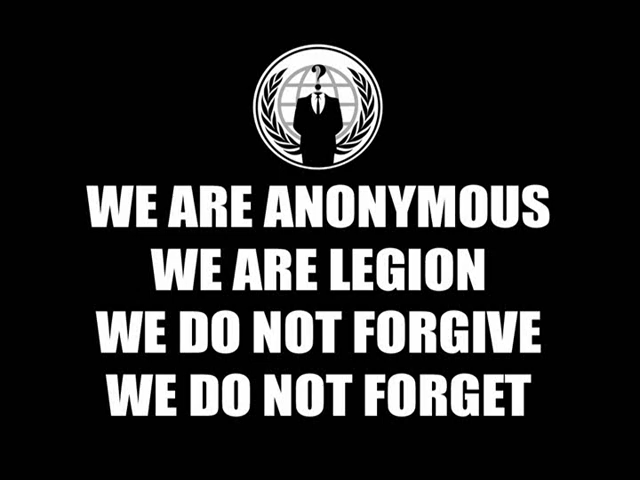 ?
WE ARE ANONYMOUS
WE ARE LEGION
WE DO NOT FORGIVE
WE DO NOT FORGET